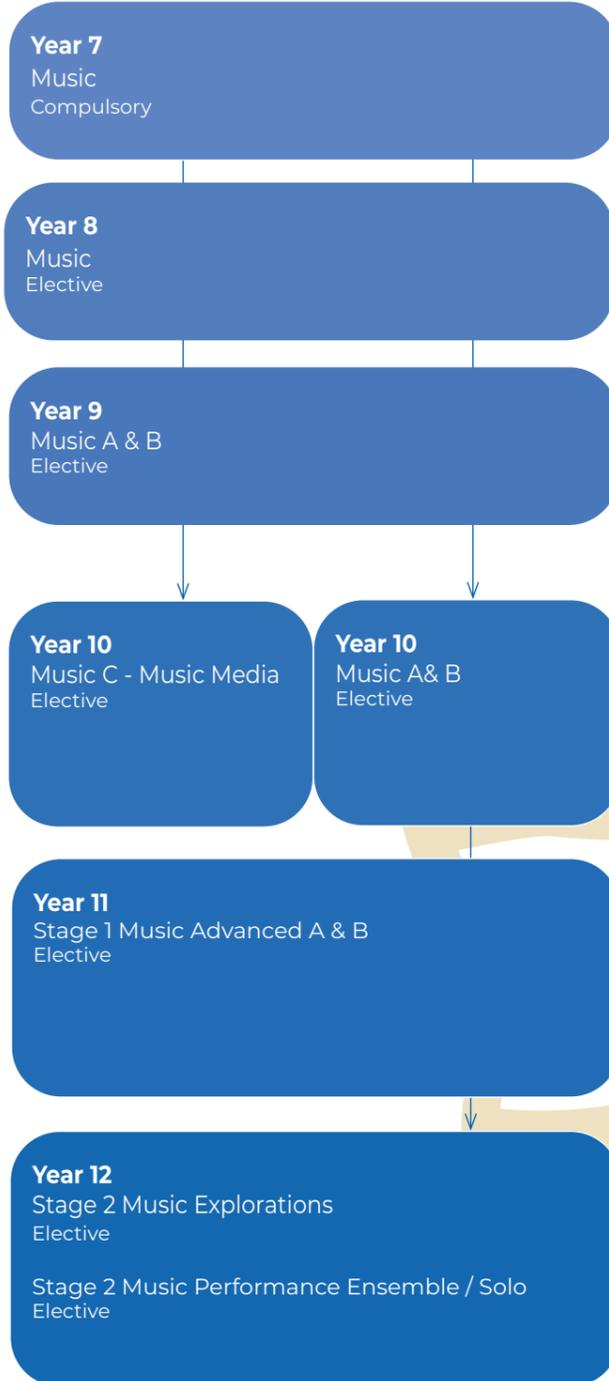 Year 7
Music
Compulsory
Year 8
Music
Elective
Year 9
Music A & B
Elective
Year 10
Music C - Music Media
Elective
Year 10
Music A& B
Elective
Year 11
Stage 1 Music Advanced A & B
Elective
Year 12
Stage 2 Music Explorations
Elective
Stage 2 Music Performance Ensemble / Solo
Elective